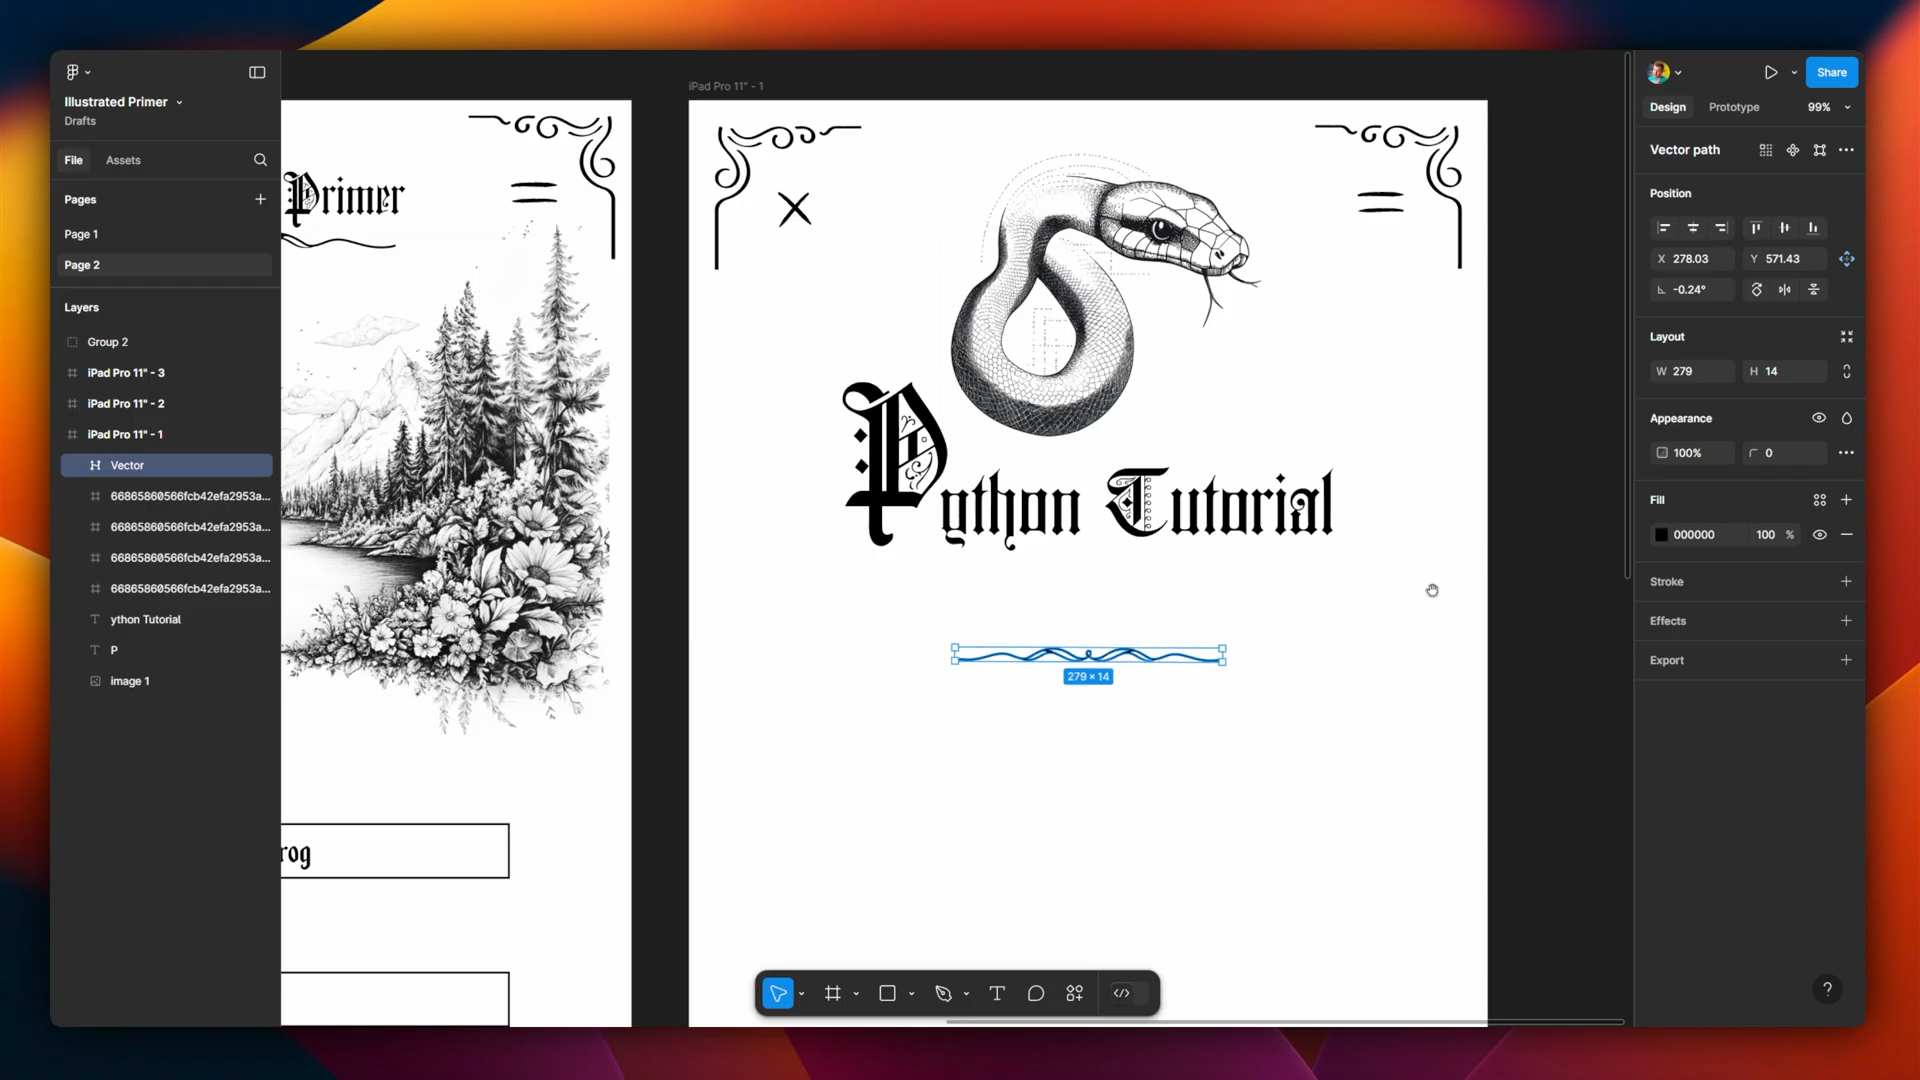 Illustrated Primer
Drafts
File
Assets
Pages
Page 1
Page 2
Layers
Group 2
iPad Pro 11" - 3
iPad Pro 11" - 2
iPad Pro 11" - 1
Vector
66865860566fcb42efa2953a...
66865860566fcb42efa2953a...
66865860566fcb42efa2953a...
66865860566fcb42efa2953a...
ython Tutorial
P
image 1
Primer
rog
iPad Pro 11" - 1
Python Tutorial
279 × 14
Share
Design
Prototype
99%
Vector path
Position
X 278.03
Y 571.43
-0.24°
Layout
W 279
H 14
Appearance
100%
0
Fill
000000
100 %
Stroke
Effects
Export
?